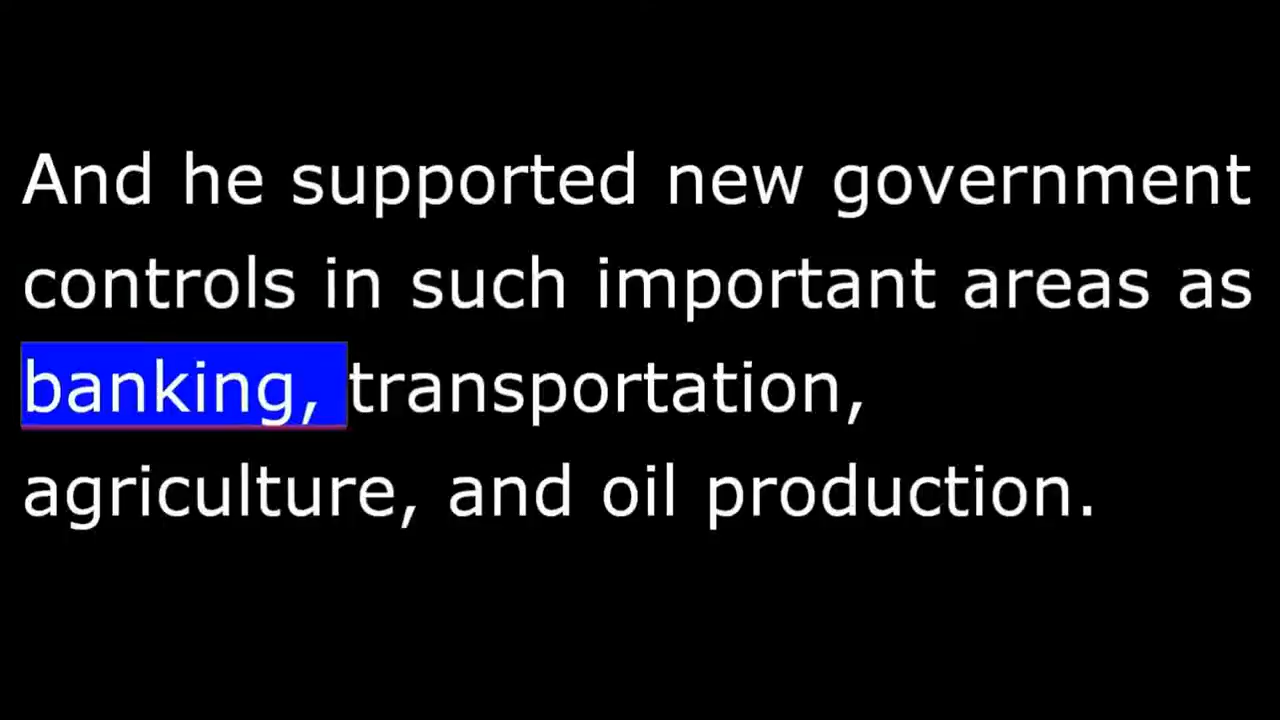 And he supported new government
controls in such important areas as
banking, transportation,
agriculture, and oil production.